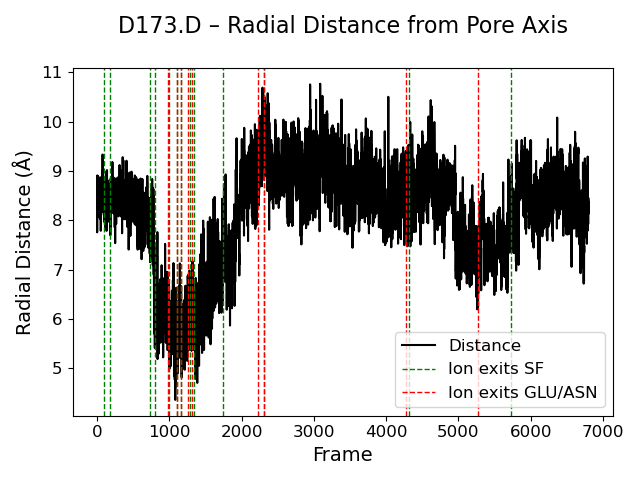 D173.D – Radial Distance from Pore Axis
11
10
9
8
7
6
5
Radial Distance (Å)
Distance
Ion exits SF
Ion exits GLU/ASN
0 1000 2000 3000 4000 5000 6000 7000
Frame